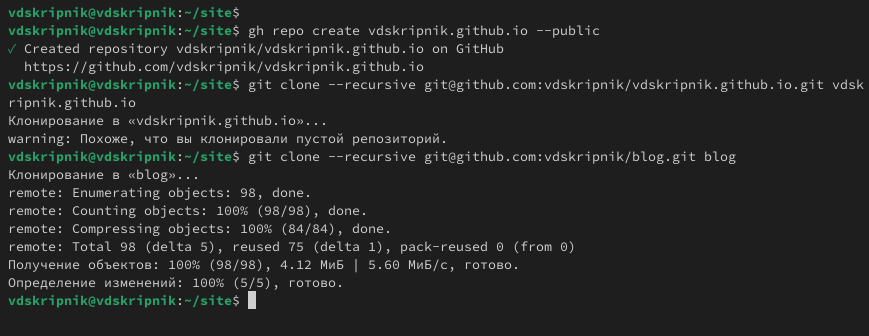 vdskripnik@vdskripnik:~/site$
vdskripnik@vdskripnik:~/site$ gh repo create vdskripnik.github.io --public
✓ Created repository vdskripnik/vdskripnik.github.io on GitHub
  https://github.com/vdskripnik/vdskripnik.github.io
vdskripnik@vdskripnik:~/site$ git clone --recursive git@github.com:vdskripnik/vdskripnik.github.io.git vdsk
ripnik.github.io
Клонирование в «vdskripnik.github.io»...
warning: Похоже, что вы клонировали пустой репозиторий.
vdskripnik@vdskripnik:~/site$ git clone --recursive git@github.com:vdskripnik/blog.git blog
Клонирование в «blog»...
remote: Enumerating objects: 98, done.
remote: Counting objects: 100% (98/98), done.
remote: Compressing objects: 100% (84/84), done.
remote: Total 98 (delta 5), reused 75 (delta 1), pack-reused 0 (from 0)
Получение объектов: 100% (98/98), 4.12 МиБ | 5.60 МиБ/с, готово.
Определение изменений: 100% (5/5), готово.
vdskripnik@vdskripnik:~/site$